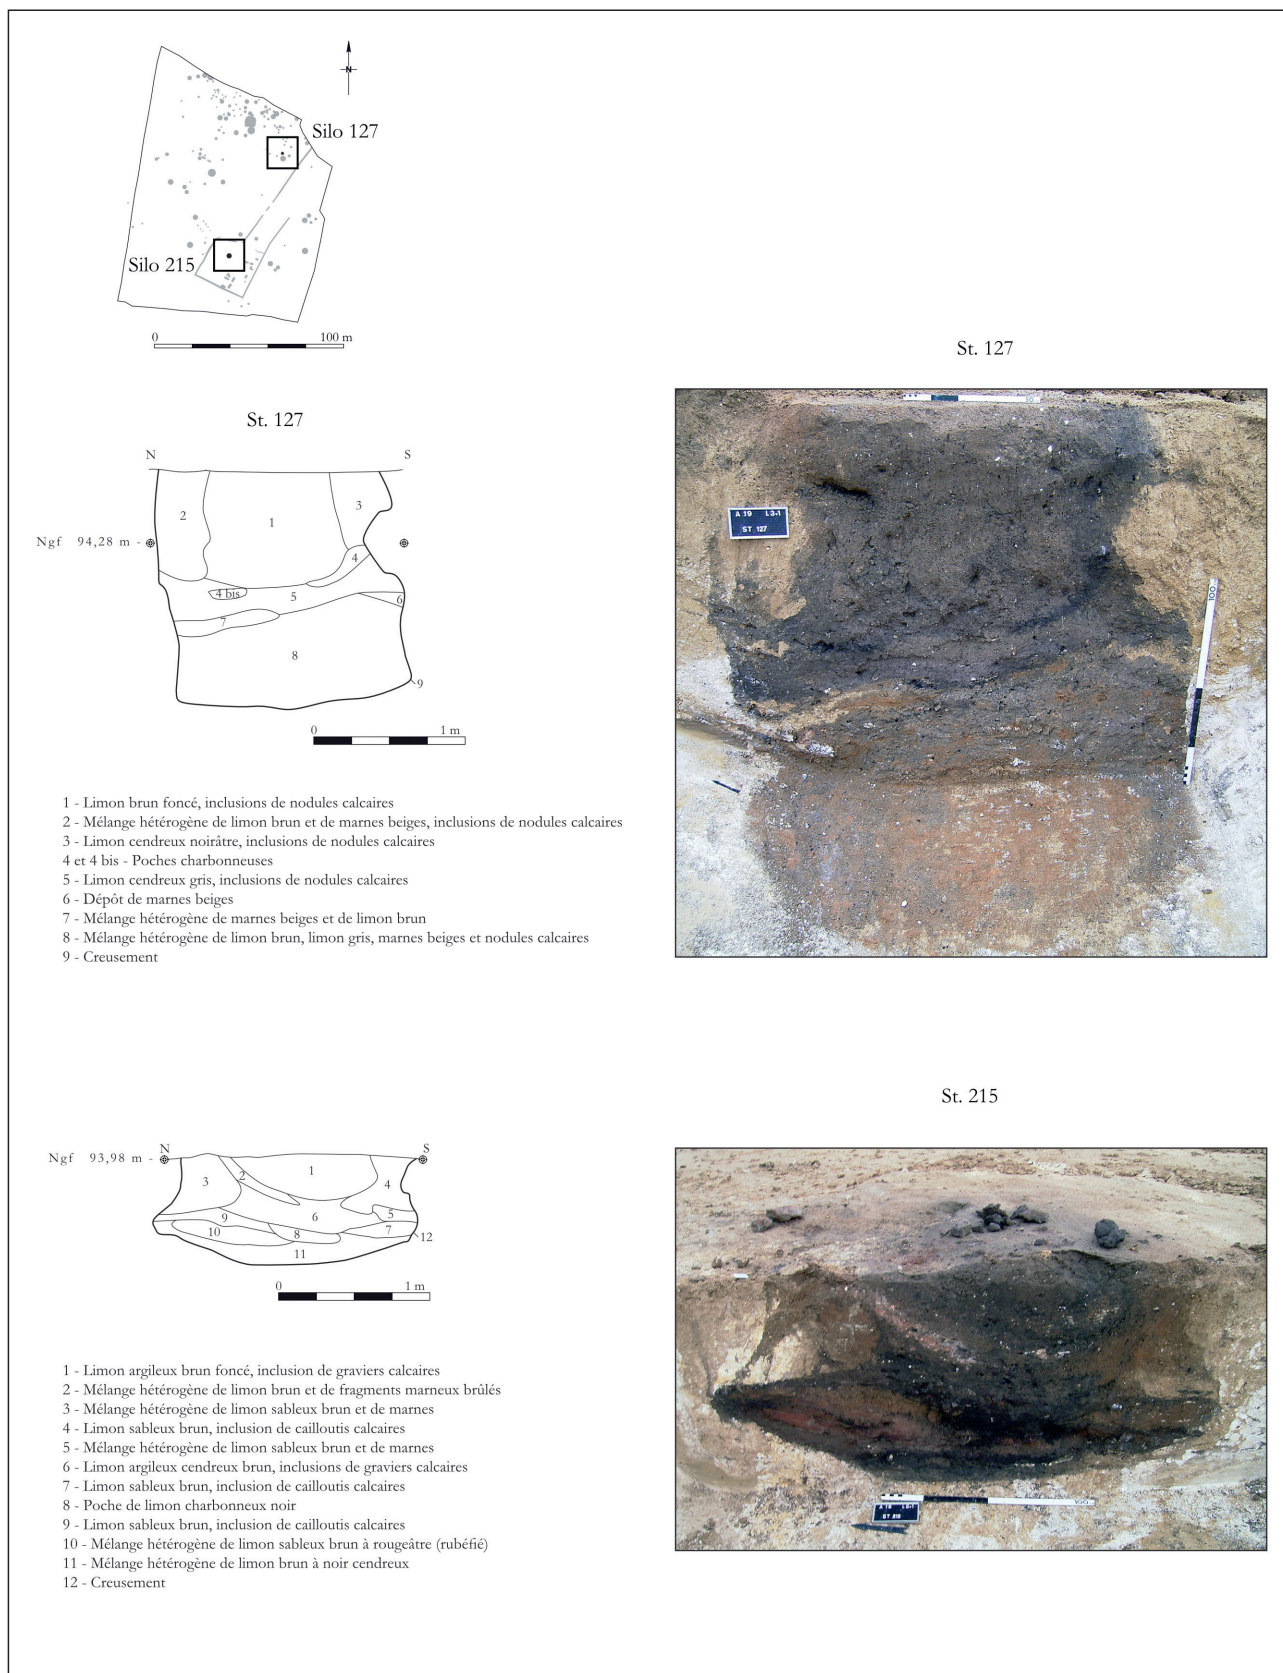 N
Silo 127
Silo 215
0 100 m
St. 127
N S
2 1 3
Ngf 94,28 m -
4
4 bis 5 6
7
8
9
0 1 m
1 - Limon brun foncé, inclusions de nodules calcaires
2 - Mélange hétérogène de limon brun et de marnes beiges, inclusions de nodules calcaires
3 - Limon cendreux noirâtre, inclusions de nodules calcaires
4 et 4 bis - Poches charbonneuses
5 - Limon cendreux gris, inclusions de nodules calcaires
6 - Dépôt de marnes beiges
7 - Mélange hétérogène de marnes beiges et de limon brun
8 - Mélange hétérogène de limon brun, limon gris, marnes beiges et nodules calcaires
9 - Creusement
St. 127
50
A 19 L3-1
ST 127
100
N S
Ngf 93,98 m -
1
2
3 4
5
9 6
10 8 7
12
11
0 1 m
1 - Limon argileux brun foncé, inclusion de graviers calcaires
2 - Mélange hétérogène de limon brun et de fragments marneux brûlés
3 - Mélange hétérogène de limon sableux brun et de marnes
4 - Limon sableux brun, inclusion de cailloutis calcaires
5 - Mélange hétérogène de limon sableux brun et de marnes
6 - Limon argileux cendreux brun, inclusions de graviers calcaires
7 - Limon sableux brun, inclusion de cailloutis calcaires
8 - Poche de limon charbonneux noir
9 - Limon sableux brun, inclusion de cailloutis calcaires
10 - Mélange hétérogène de limon sableux brun à rougeâtre (rubéfié)
11 - Mélange hétérogène de limon brun à noir cendreux
12 - Creusement
St. 215
100
A 19
ST 215